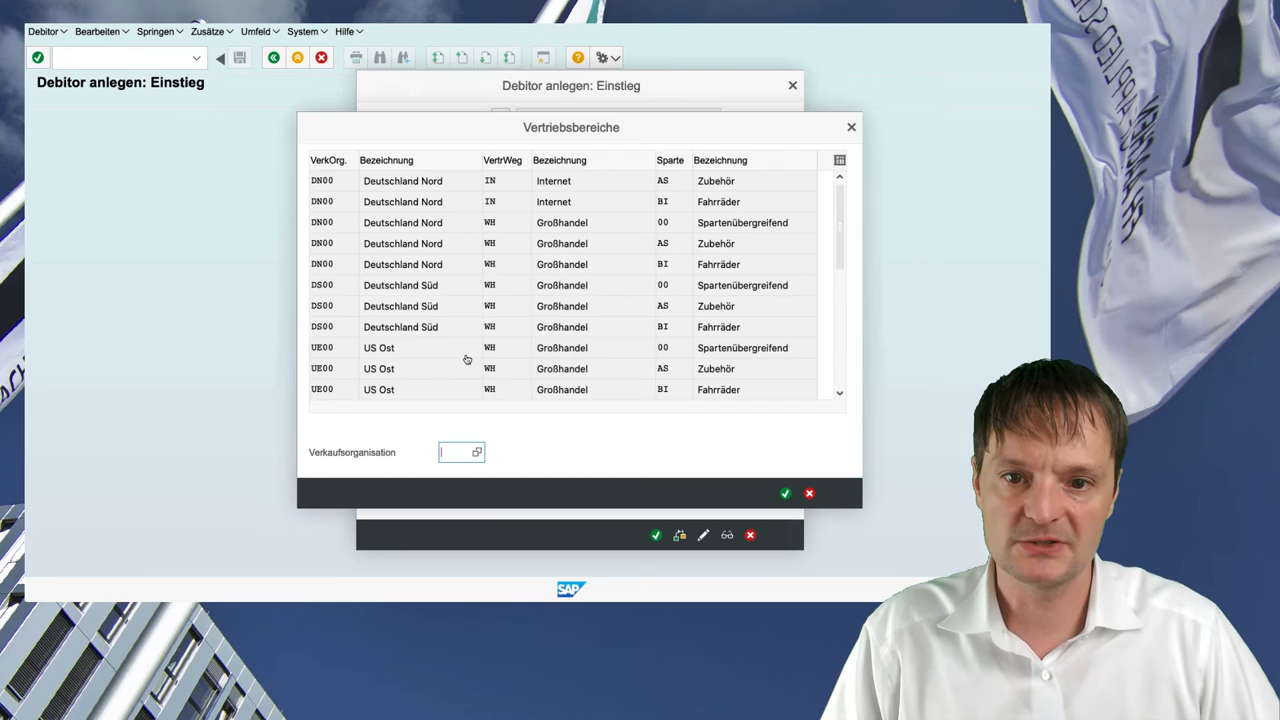 Debitor Bearbeiten Springen Zusätze Umfeld System Hilfe
Debitor anlegen: Einstieg
Debitor anlegen: Einstieg
Vertriebsbereiche
VerkOrg. Bezeichnung VertrWeg Bezeichnung Sparte Bezeichnung
DN00 Deutschland Nord IN Internet AS Zubehör
DN00 Deutschland Nord IN Internet BI Fahrräder
DN00 Deutschland Nord WH Großhandel 00 Spartenübergreifend
DN00 Deutschland Nord WH Großhandel AS Zubehör
DN00 Deutschland Nord WH Großhandel BI Fahrräder
DS00 Deutschland Süd WH Großhandel 00 Spartenübergreifend
DS00 Deutschland Süd WH Großhandel AS Zubehör
DS00 Deutschland Süd WH Großhandel BI Fahrräder
UE00 US Ost WH Großhandel 00 Spartenübergreifend
UE00 US Ost WH Großhandel AS Zubehör
UE00 US Ost WH Großhandel BI Fahrräder
Verkaufsorganisation
SAP